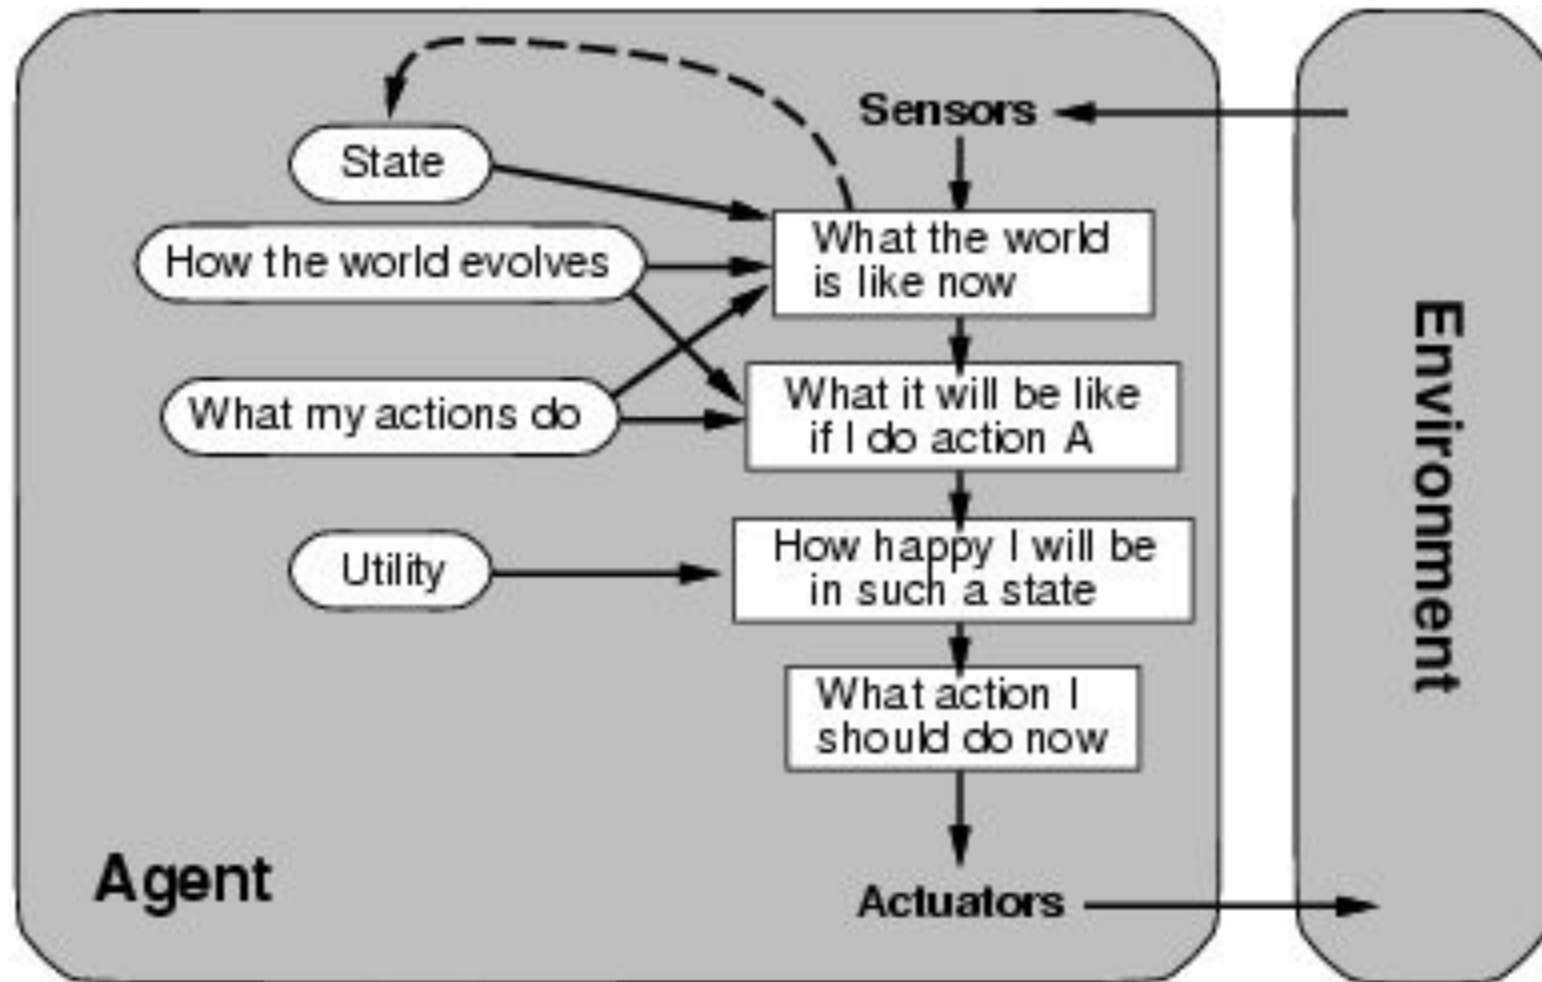 Sensors
State
What the world
is like now
How the world evolves
What it will be like
if I do action A
What my actions do
How happy I will be
in such a state
Utility
What action I
should do now
Agent
Actuators
Environment